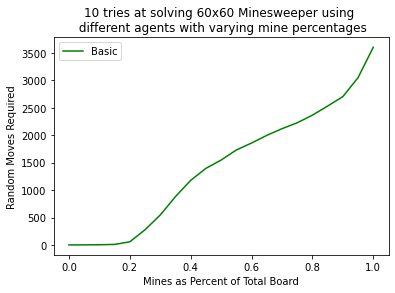 10 tries at solving 60x60 Minesweeper using
different agents with varying mine percentages
Basic
Random Moves Required
3500
3000
2500
2000
1500
1000
500
0
0.0 0.2 0.4 0.6 0.8 1.0
Mines as Percent of Total Board